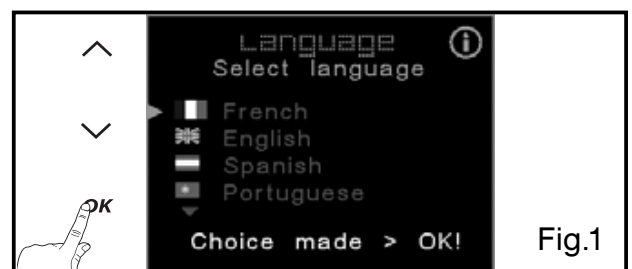 Language
Select language
French
English
Spanish
Portuguese
OK
Choice made > OK!
Fig.1